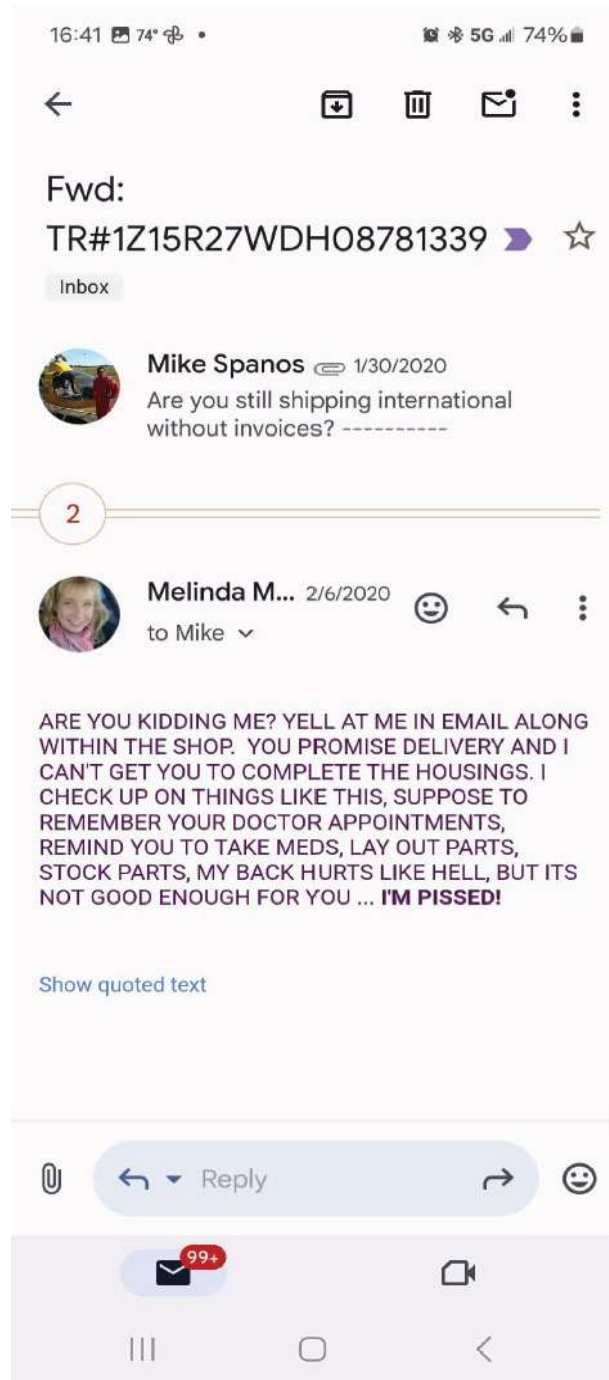 16:41 74° •
5G 74%
Fwd:
TR#1Z15R27WDH08781339
Inbox
Mike Spanos 1/30/2020
Are you still shipping international
without invoices? ----------
2
Melinda M... 2/6/2020
to Mike
ARE YOU KIDDING ME? YELL AT ME IN EMAIL ALONG
WITHIN THE SHOP.  YOU PROMISE DELIVERY AND I
CAN'T GET YOU TO COMPLETE THE HOUSINGS. I
CHECK UP ON THINGS LIKE THIS, SUPPOSE TO
REMEMBER YOUR DOCTOR APPOINTMENTS,
REMIND YOU TO TAKE MEDS, LAY OUT PARTS,
STOCK PARTS, MY BACK HURTS LIKE HELL, BUT ITS
NOT GOOD ENOUGH FOR YOU ... I'M PISSED!
Show quoted text
Reply
99+